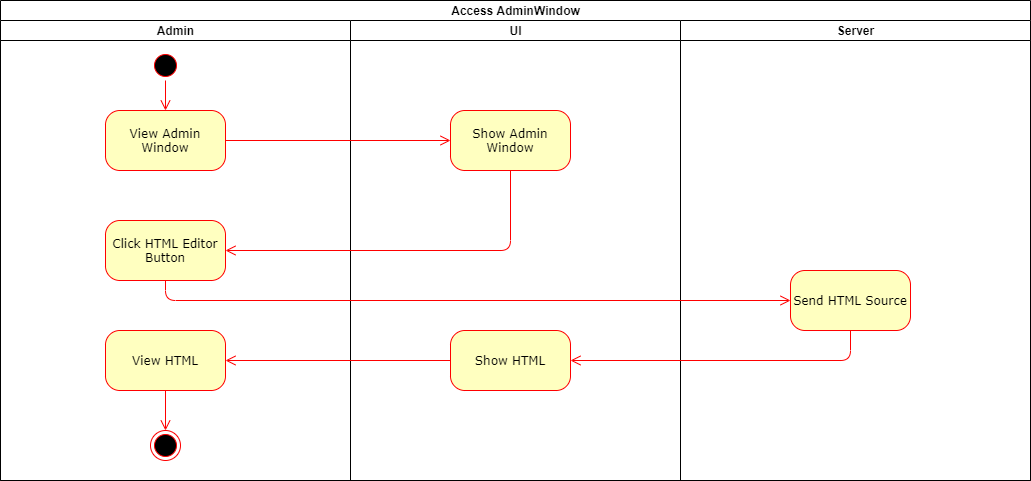 Access AdminWindow
Admin
UI
Server
View Admin
Window
Show Admin
Window
Click HTML Editor
Button
Send HTML Source
View HTML
Show HTML